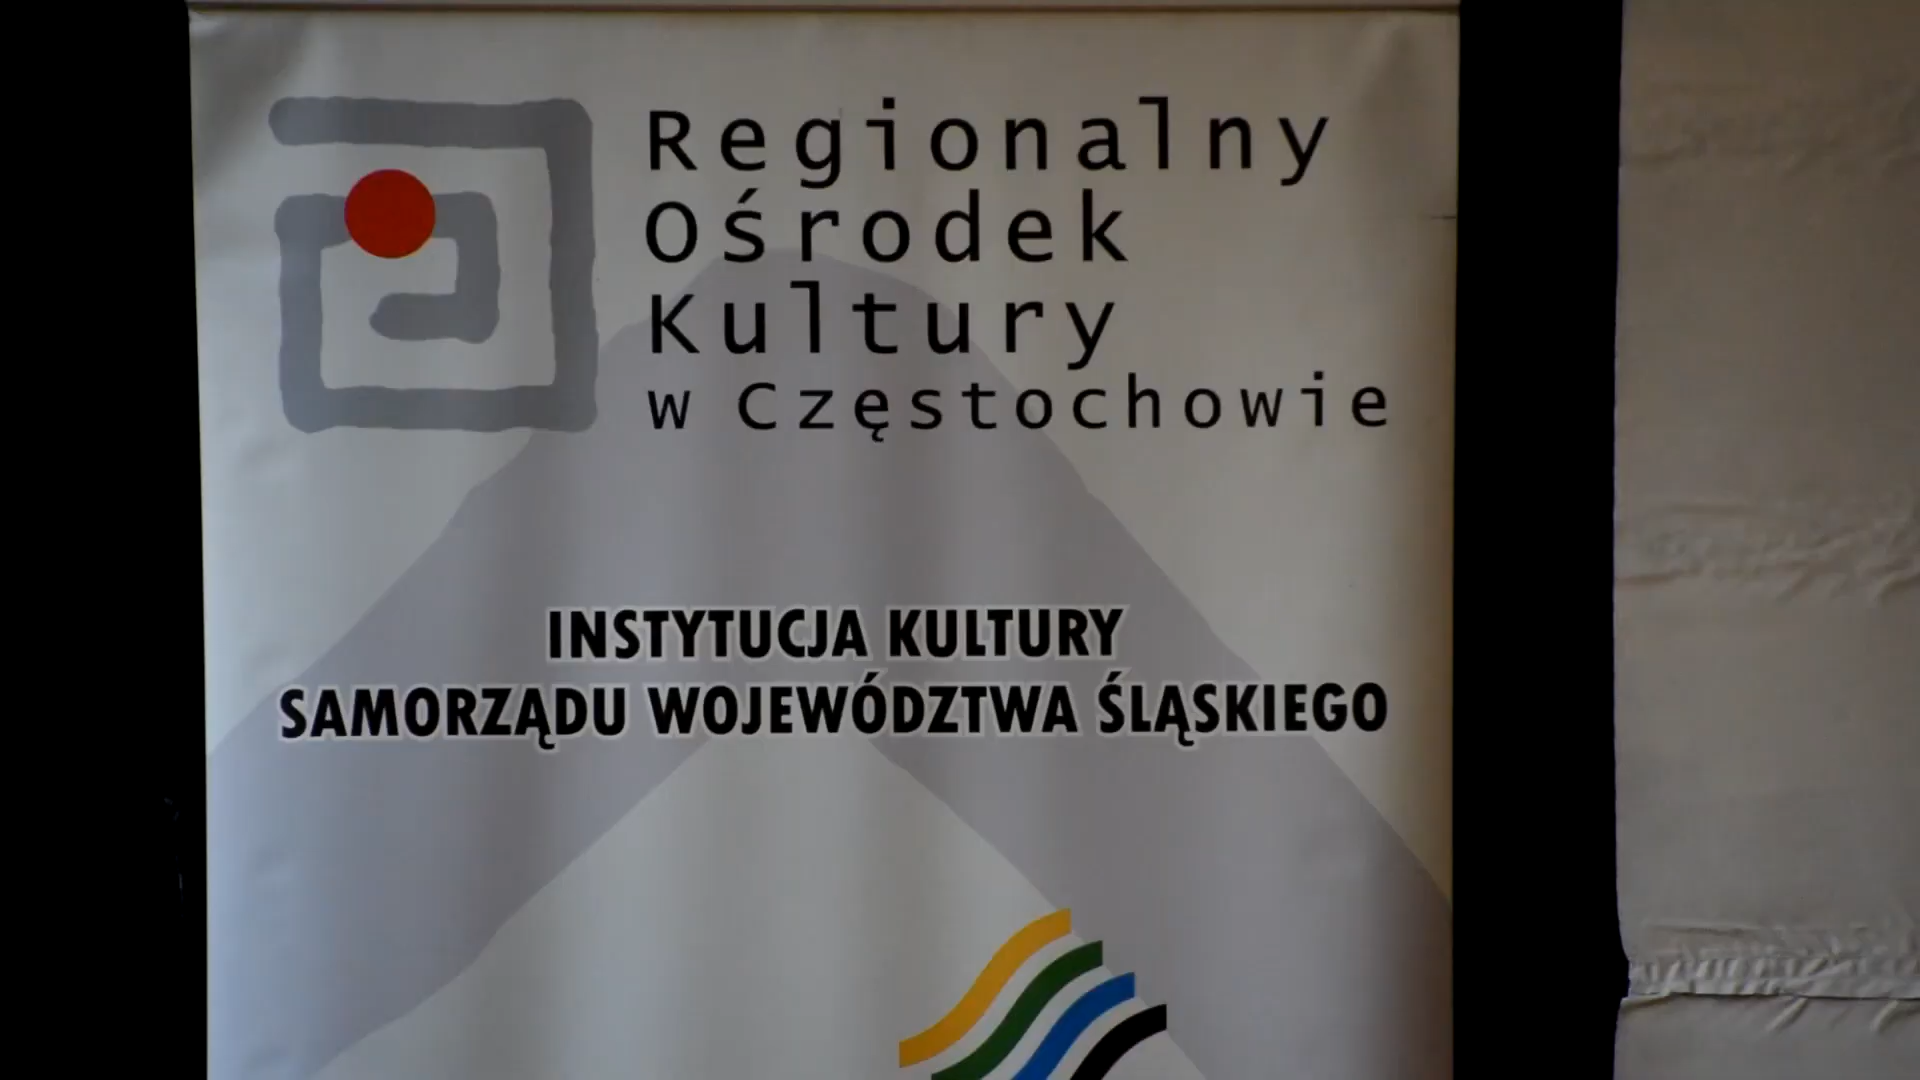 Regionalny
Ośrodek
Kultury
w Częstochowie
INSTYTUCJA KULTURY
SAMORZĄDU WOJEWÓDZTWA ŚLĄSKIEGO